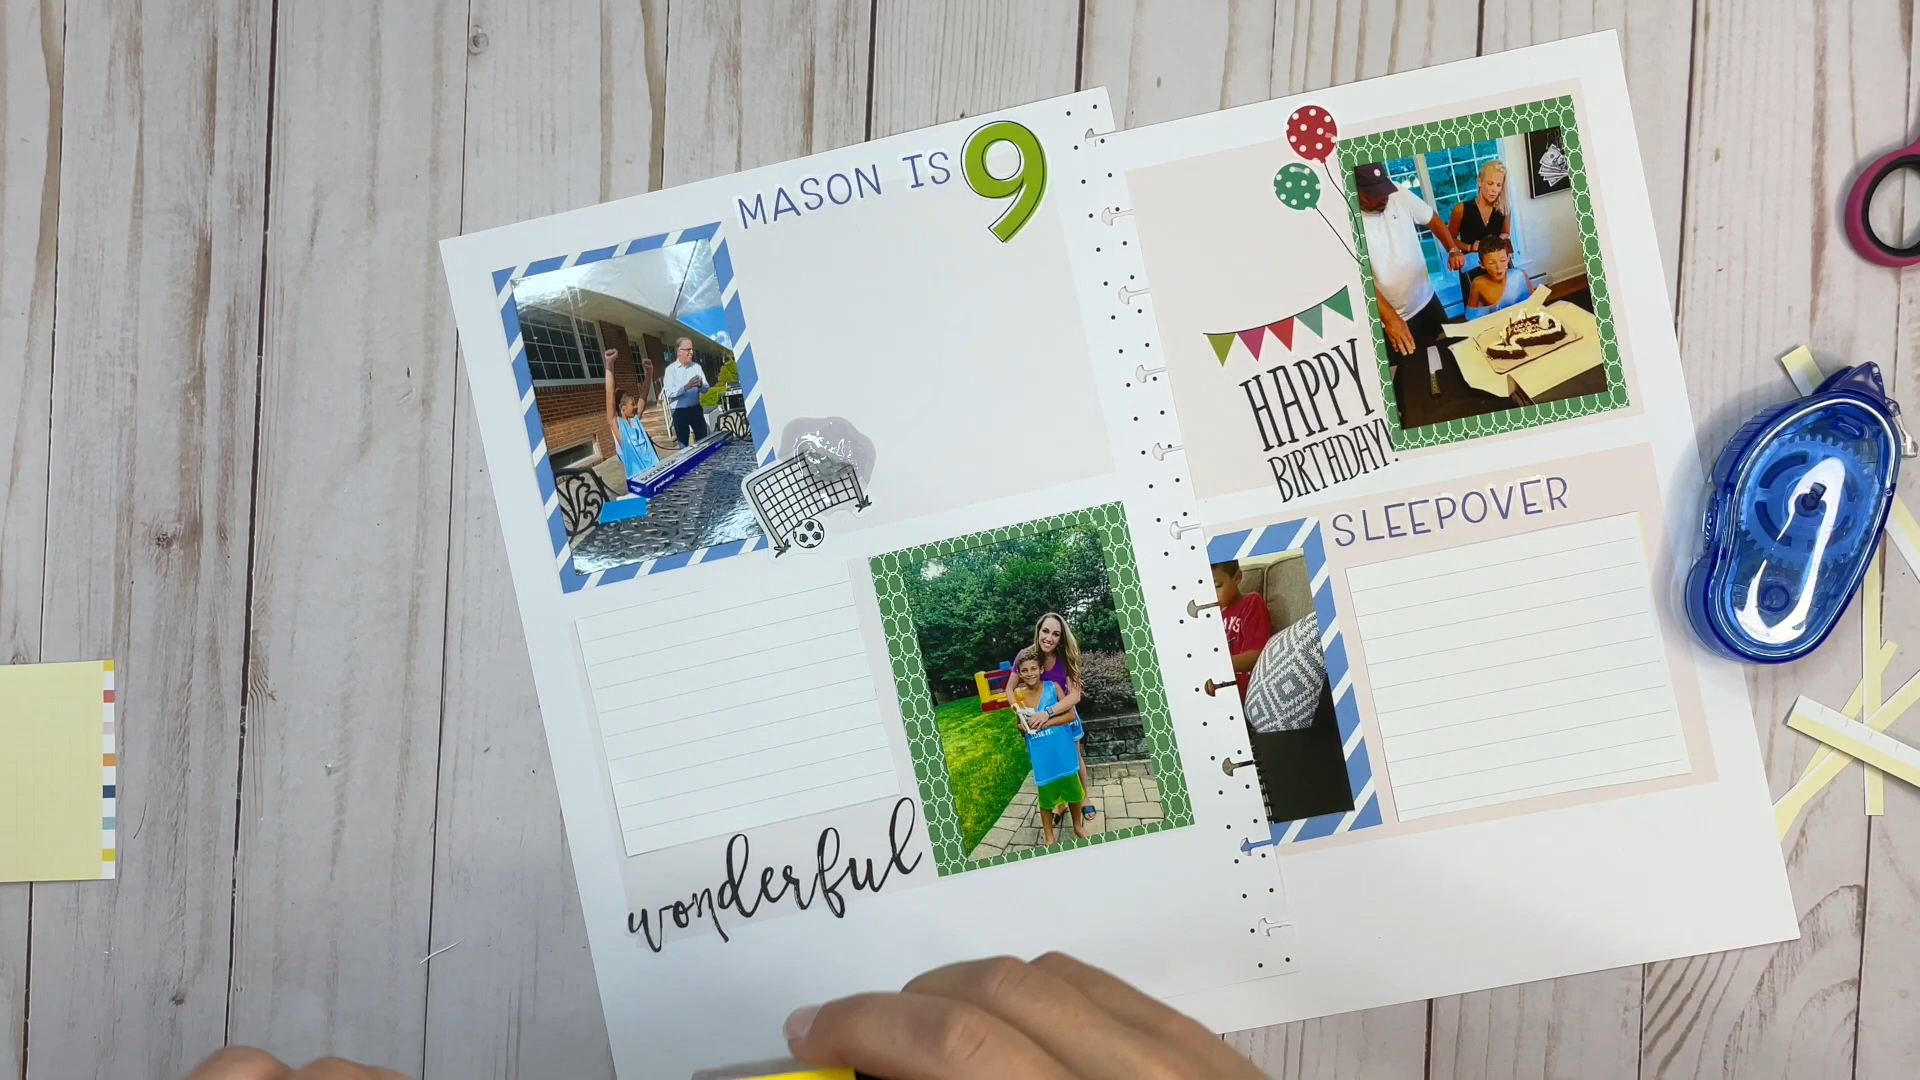 MASON IS 9
HAPPY
BIRTHDAY!
SLEEPOVER
wonderful